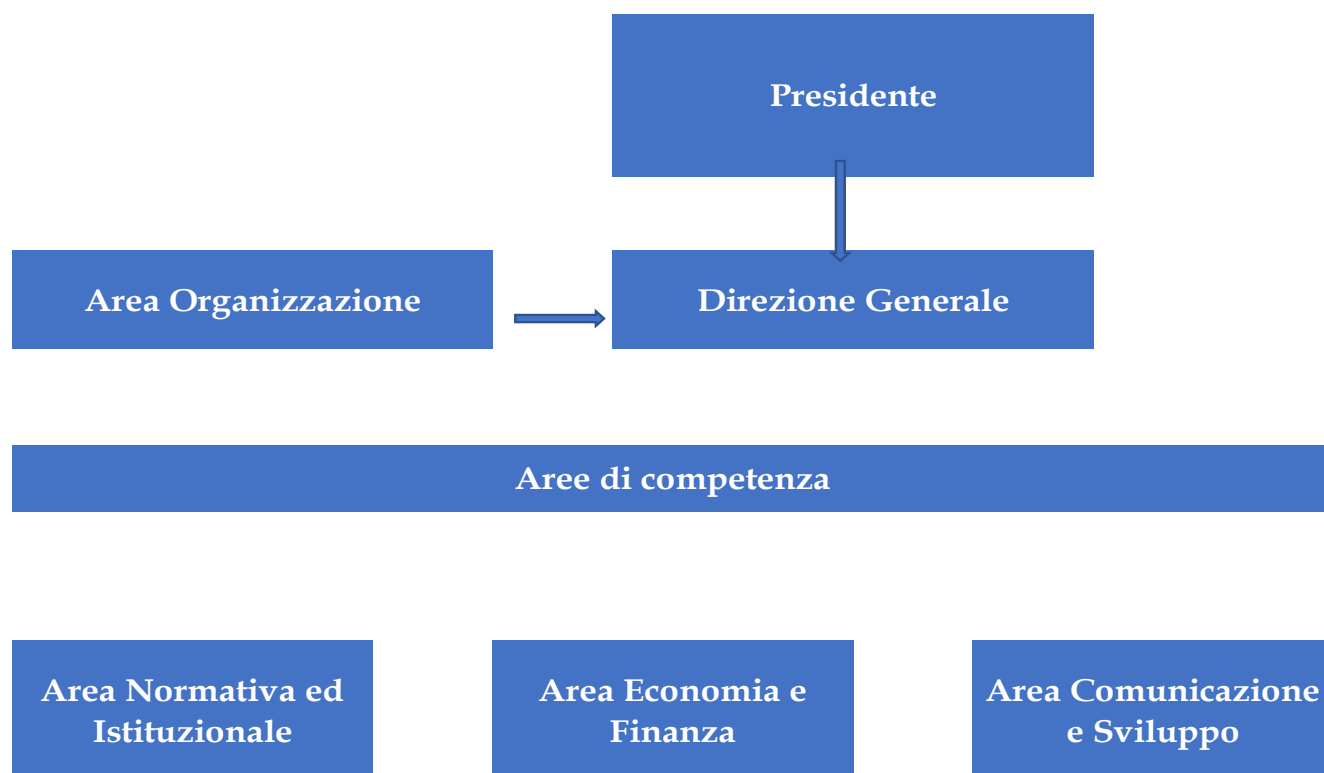 Presidente
Area Organizzazione
Direzione Generale
Aree di competenza
Area Normativa ed
Istituzionale
Area Economia e
Finanza
Area Comunicazione
e Sviluppo